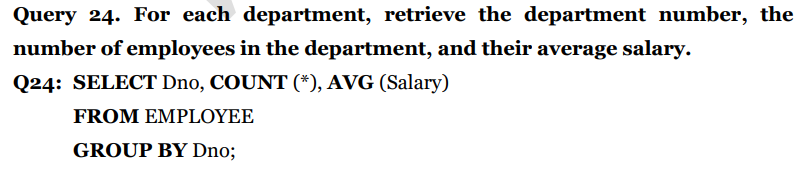 Query 24. For each department, retrieve the department number, the
number of employees in the department, and their average salary.
Q24: SELECT Dno, COUNT (*), AVG (Salary)
FROM EMPLOYEE
GROUP BY Dno;